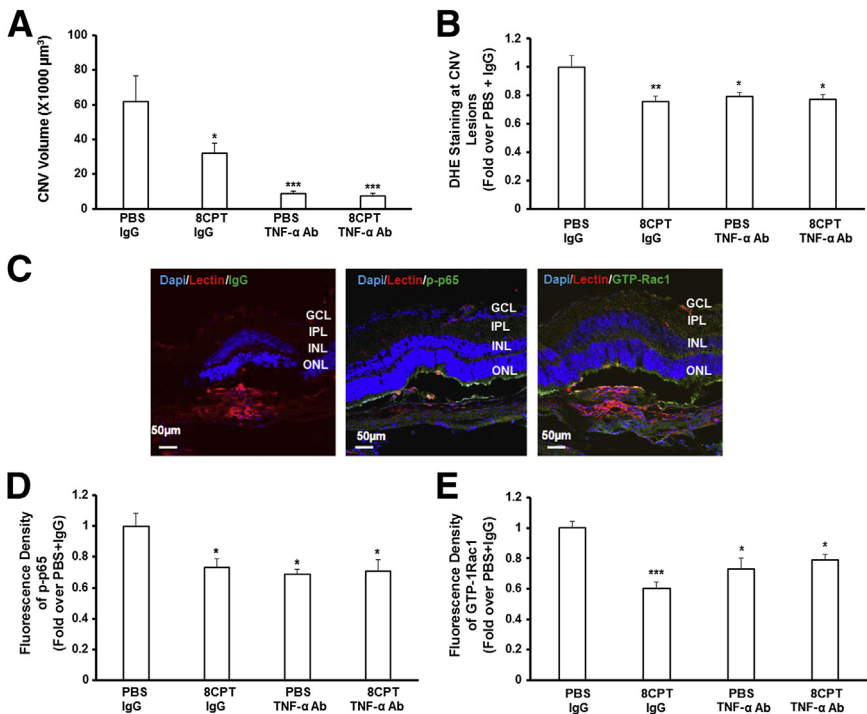 A
CNV Volume (X1000 µm³)
100
80
60
40
20
0
*
***
***
PBS
IgG
8CPT
IgG
PBS
TNF-α Ab
8CPT
TNF-α Ab
B
DHE Staining at CNV
Lesions
(Fold over PBS + IgG)
1.2
1
0.8
0.6
0.4
0.2
0
**
*
*
PBS
IgG
8CPT
IgG
PBS
TNF-α Ab
8CPT
TNF-α Ab
C
Dapi/Lectin/IgG
GCL
IPL
INL
ONL
50µm
Dapi/Lectin/p-p65
GCL
IPL
INL
ONL
50µm
Dapi/Lectin/GTP-Rac1
GCL
IPL
INL
ONL
50µm
D
Fluorescence Density
of p-p65
(Fold over PBS+IgG)
1.2
1
0.8
0.6
0.4
0.2
0
*
*
*
PBS
IgG
8CPT
IgG
PBS
TNF-α Ab
8CPT
TNF-α Ab
E
Fluorescence Density
of GTP-1Rac1
(Fold over PBS+IgG)
1.2
1
0.8
0.6
0.4
0.2
0
***
*
*
PBS
IgG
8CPT
IgG
PBS
TNF-α Ab
8CPT
TNF-α Ab